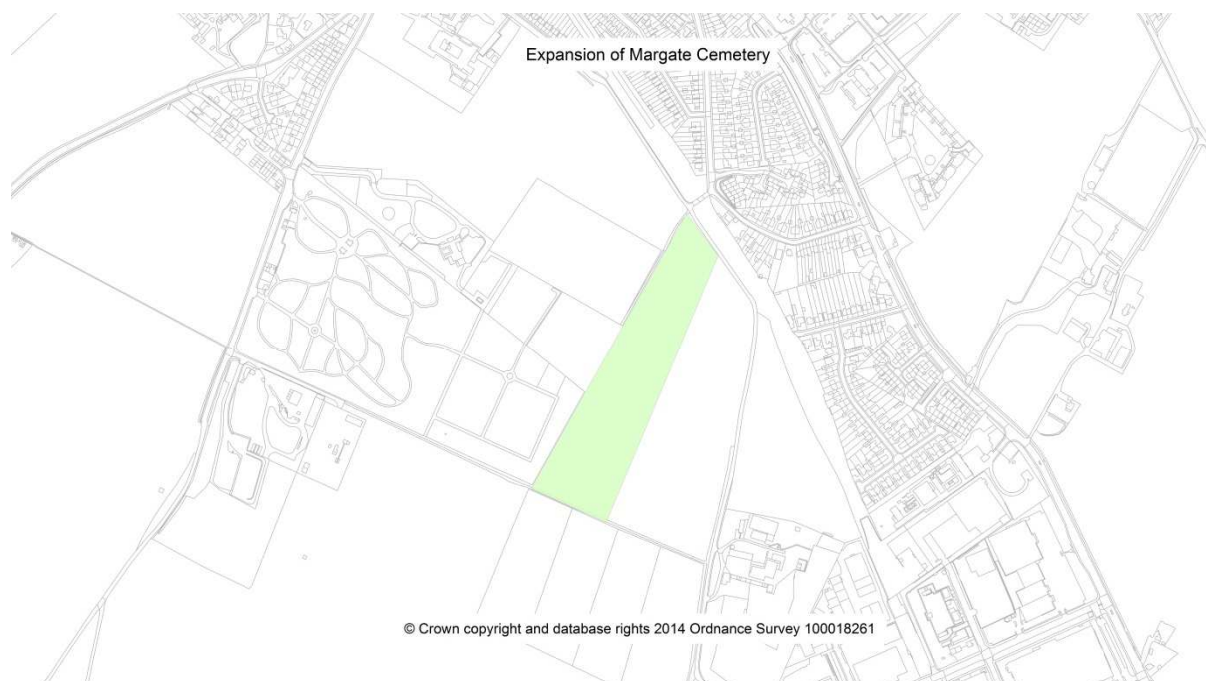 Expansion of Margate Cemetery
© Crown copyright and database rights 2014 Ordnance Survey 100018261